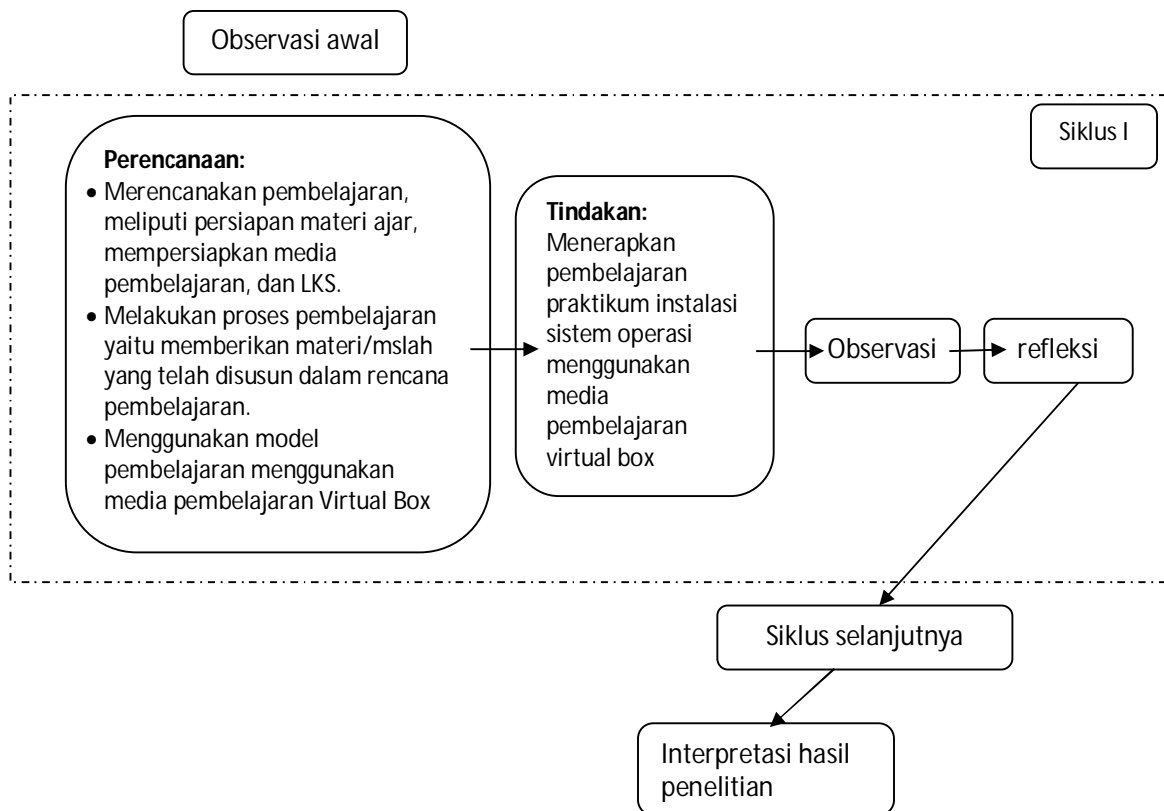 Observasi awal
Siklus I
Perencanaan:
• Merencanakan pembelajaran,
meliputi persiapan materi ajar,
mempersiapkan media
pembelajaran, dan LKS.
• Melakukan proses pembelajaran
yaitu memberikan materi/mslah
yang telah disusun dalam rencana
pembelajaran.
• Menggunakan model
pembelajaran menggunakan
media pembelajaran Virtual Box
Tindakan:
Menerapkan
pembelajaran
praktikum instalasi
sistem operasi
menggunakan
media
pembelajaran
virtual box
Observasi
refleksi
Siklus selanjutnya
Interpretasi hasil
penelitian